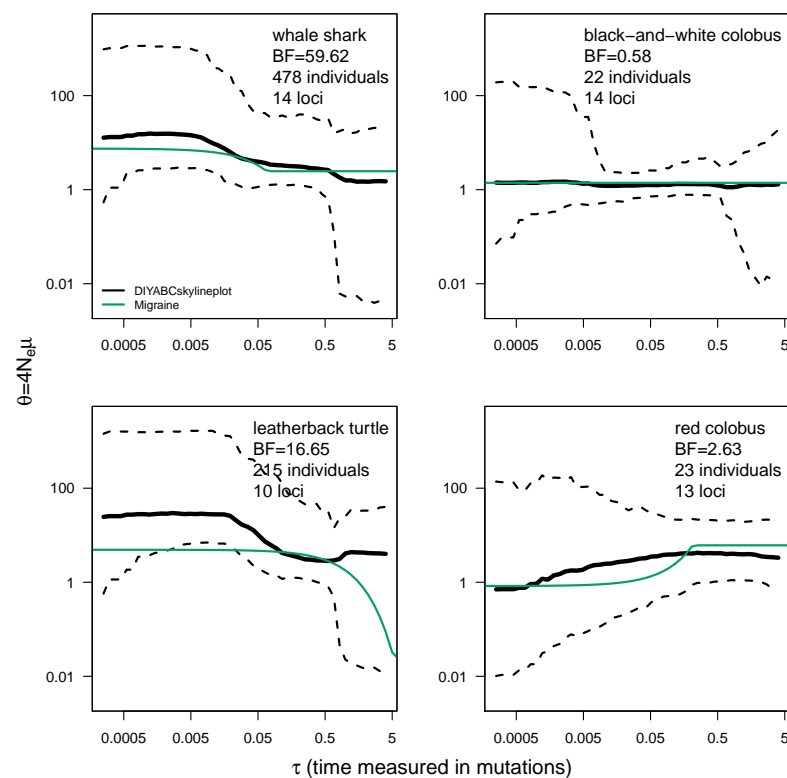 whale shark
BF=59.62
478 individuals
14 loci
100
1
0.01
DIYABCskylineplot
Migraine
0.0005 0.005 0.05 0.5 5
black−and−white colobus
BF=0.58
22 individuals
14 loci
100
1
0.01
0.0005 0.005 0.05 0.5 5
θ=4Neμ
leatherback turtle
BF=16.65
215 individuals
10 loci
100
1
0.01
0.0005 0.005 0.05 0.5 5
red colobus
BF=2.63
23 individuals
13 loci
100
1
0.01
0.0005 0.005 0.05 0.5 5
τ (time measured in mutations)